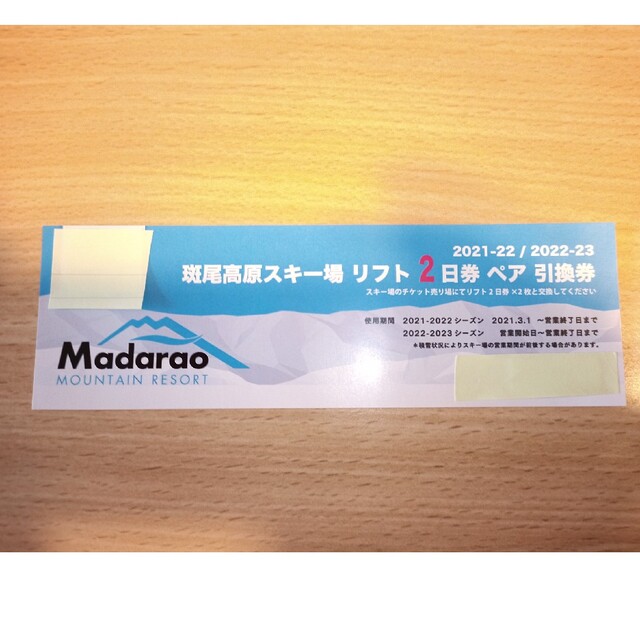 2021-22 / 2022-23
斑尾高原スキー場 リフト 2日券 ペア 引換券
スキー場のチケット売り場にてリフト2日券×2枚と交換してください
使用期間 2021-2022 シーズン 2021.3.1 〜営業終了日まで
2022-2023 シーズン 営業開始日〜営業終了日まで
*積雪状況によりスキー場の営業期間が前後する場合があります。
Madarao
MOUNTAIN RESORT